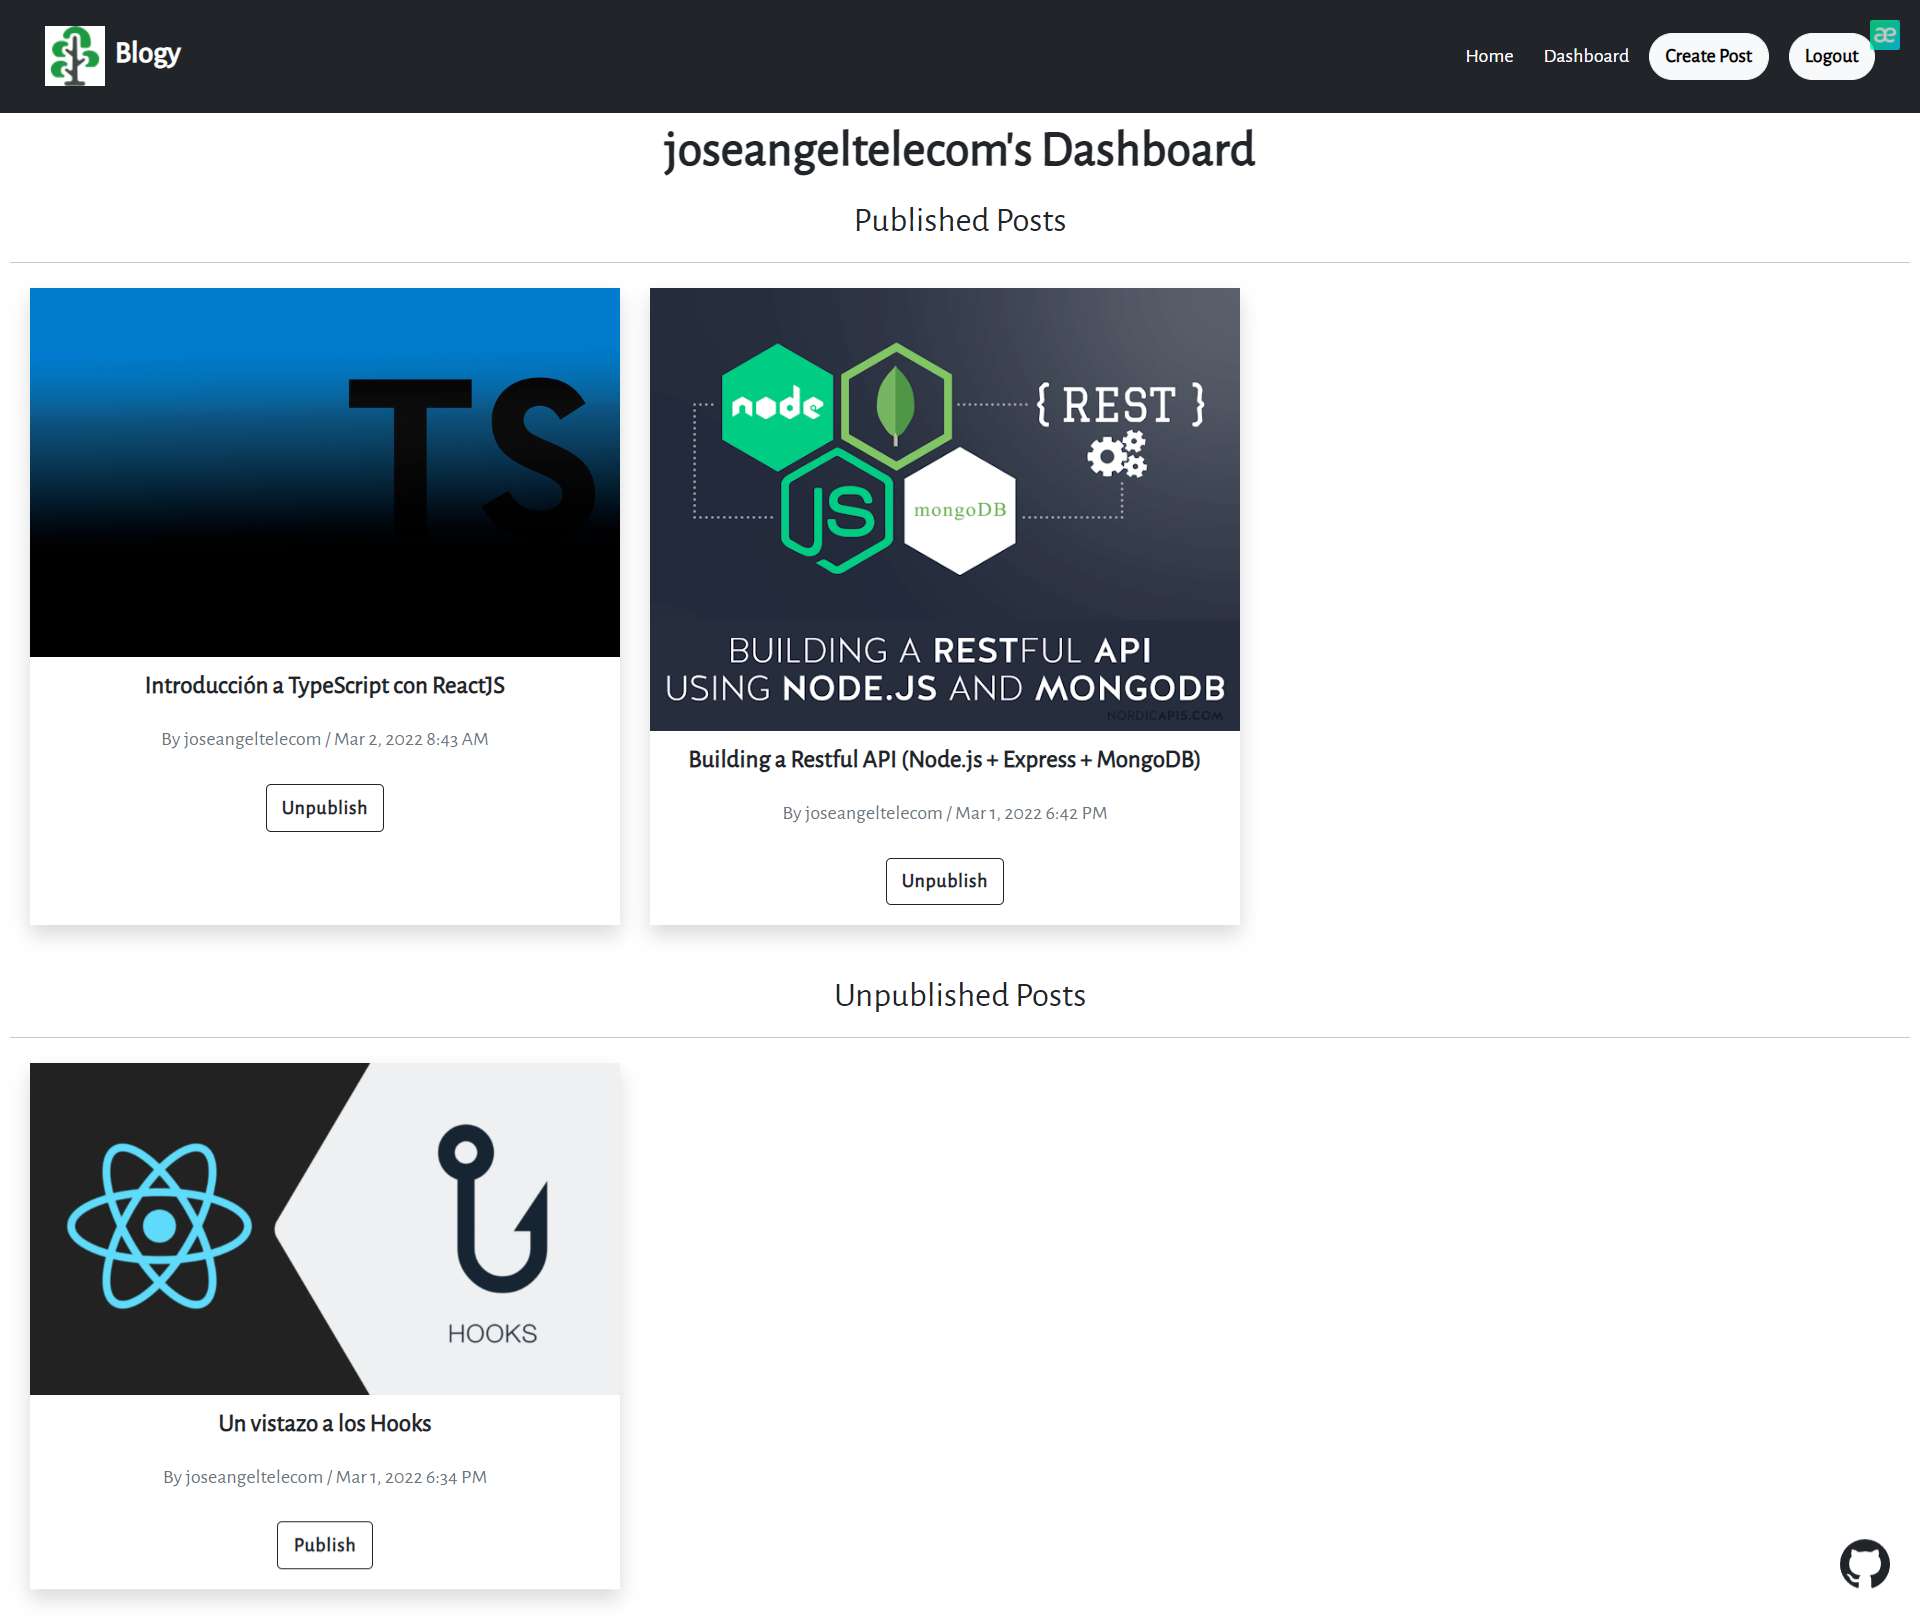 Blogy
Home
Dashboard
Create Post
Logout
æ
joseangeltelecom's Dashboard
Published Posts
TS
Introducción a TypeScript con ReactJS
By joseangeltelecom / Mar 2, 2022 8:43 AM
Unpublish
node
{ REST }
JS
mongoDB
BUILDING A RESTFUL API
USING NODE.JS AND MONGODB
NORDICAPIS.COM
Building a Restful API (Node.js + Express + MongoDB)
By joseangeltelecom / Mar 1, 2022 6:42 PM
Unpublish
Unpublished Posts
HOOKS
Un vistazo a los Hooks
By joseangeltelecom / Mar 1, 2022 6:34 PM
Publish